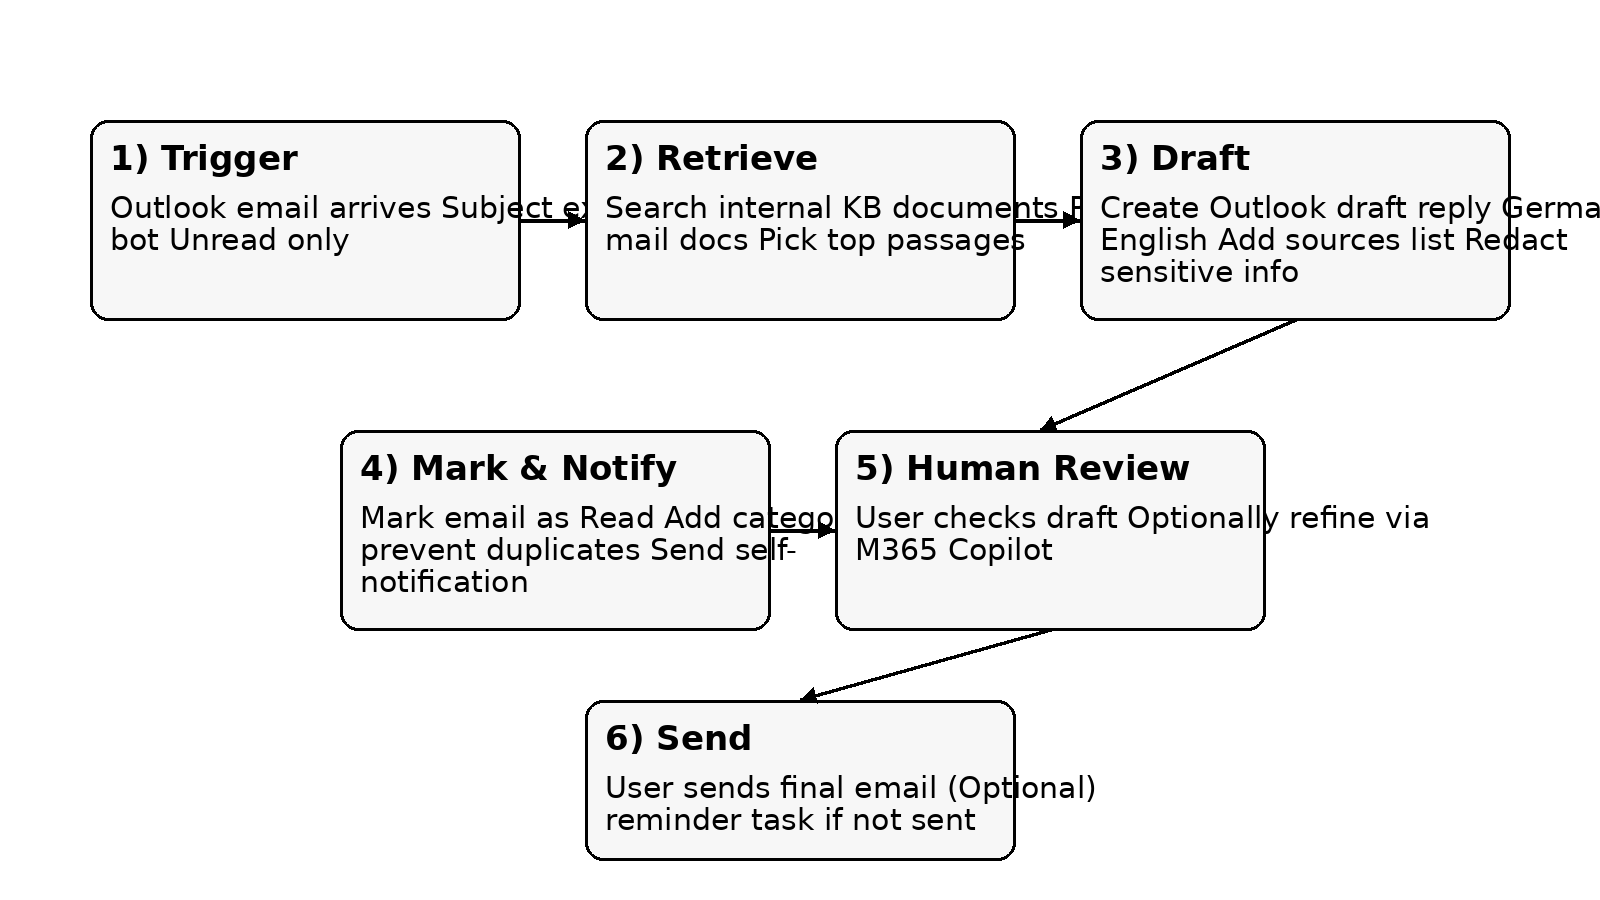 1) Trigger
Outlook email arrives Subject
bot Unread only
2) Retrieve
Search internal KB documents
mail docs Pick top passages
3) Draft
Create Outlook draft reply
English Add sources list Redact
sensitive info
4) Mark & Notify
Mark email as Read Add
prevent duplicates Send self-
notification
5) Human Review
User checks draft Optionally refine via
M365 Copilot
6) Send
User sends final email (Optional)
reminder task if not sent